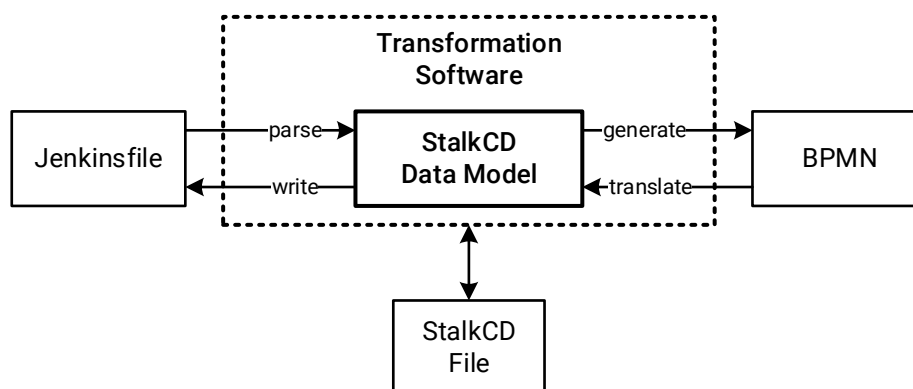 Transformation
Software
Jenkinsfile
parse
write
StalkCD
Data Model
generate
translate
BPMN
StalkCD
File